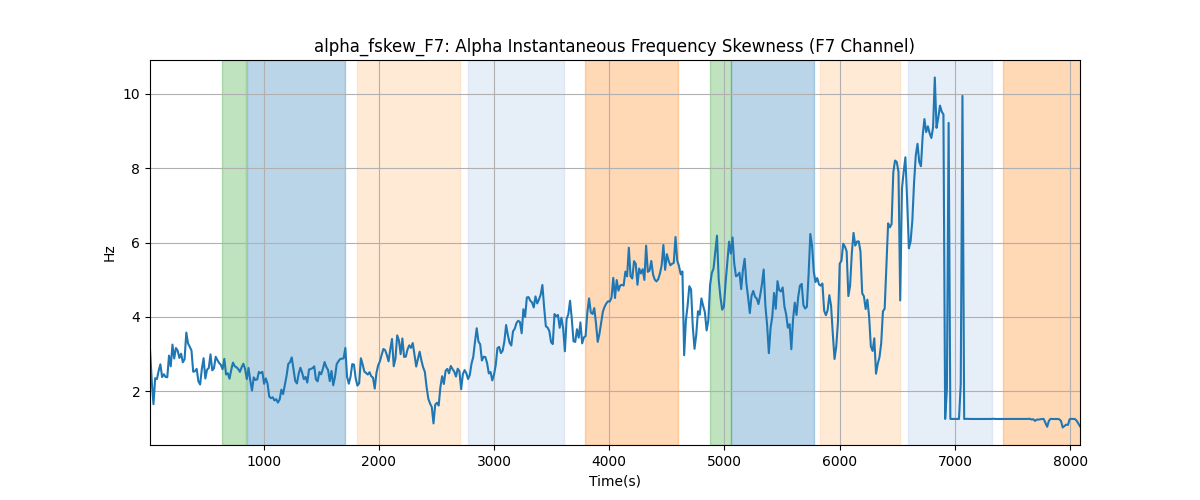 alpha_fskew_F7: Alpha Instantaneous Frequency Skewness (F7 Channel)
10
8
6
4
2
Hz
1000 2000 3000 4000 5000 6000 7000 8000
Time(s)